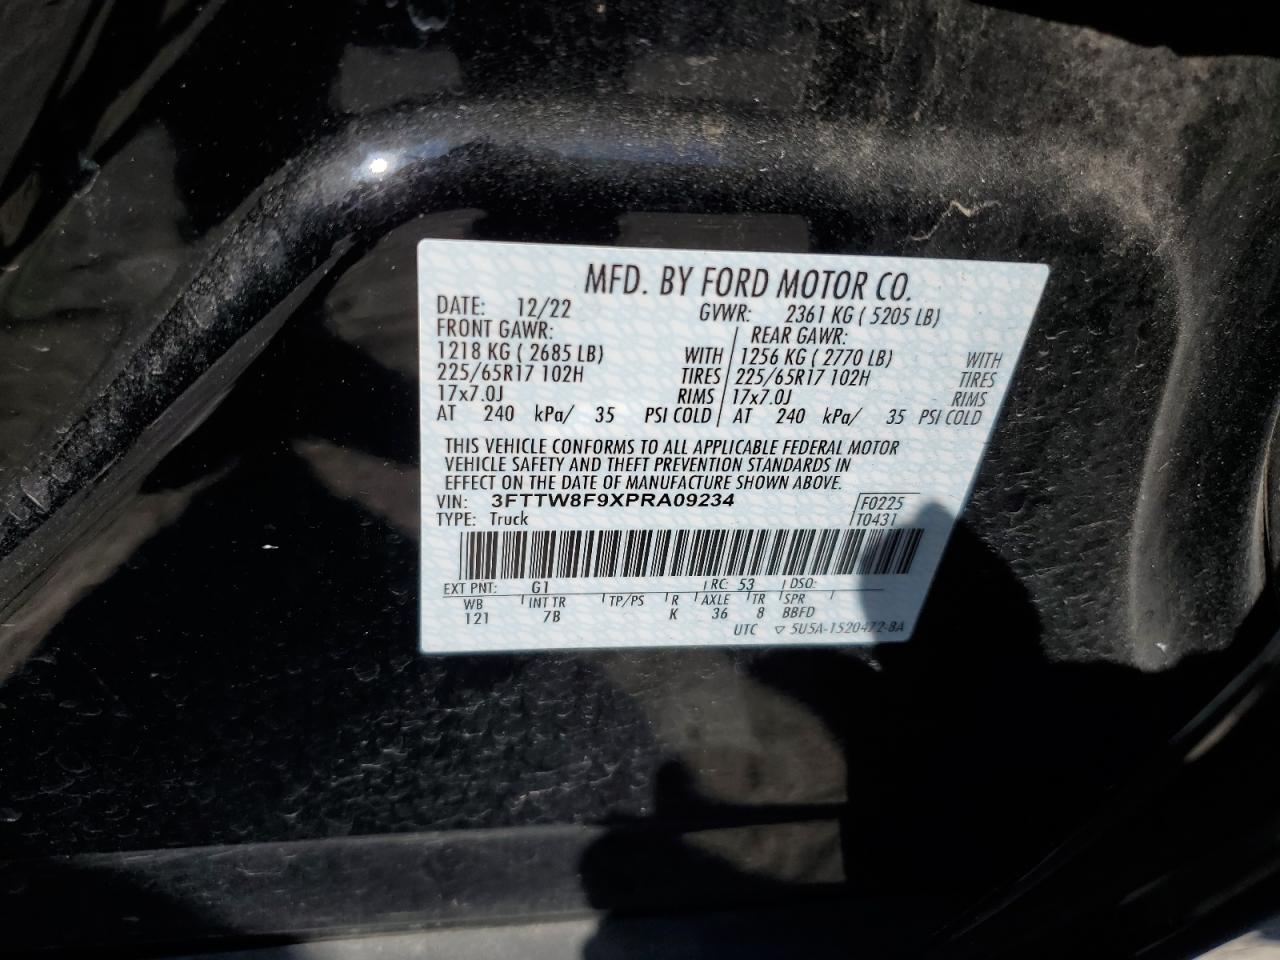 MFD. BY FORD MOTOR CO.
DATE: 12/22 GVWR: 2361 KG ( 5205 LB)
FRONT GAWR: REAR GAWR:
1218 KG ( 2685 LB) WITH 1256 KG ( 2770 LB) WITH
225/65R17 102H TIRES 225/65R17 102H TIRES
17x7.0J RIMS 17x7.0J RIMS
AT 240 kPa/ 35 PSI COLD AT 240 kPa/ 35 PSI COLD
THIS VEHICLE CONFORMS TO ALL APPLICABLE FEDERAL MOTOR
VEHICLE SAFETY AND THEFT PREVENTION STANDARDS IN
EFFECT ON THE DATE OF MANUFACTURE SHOWN ABOVE.
VIN: 3FTTW8F9XPRA09234 F0225
TYPE: Truck T0431
EXT PNT: G1 RC: 53 DSO:
WB INT TR TP/PS R AXLE TR SPR
121 7B K 36 8 BBFD
UTC ▽ 5U5A-1520472-BA